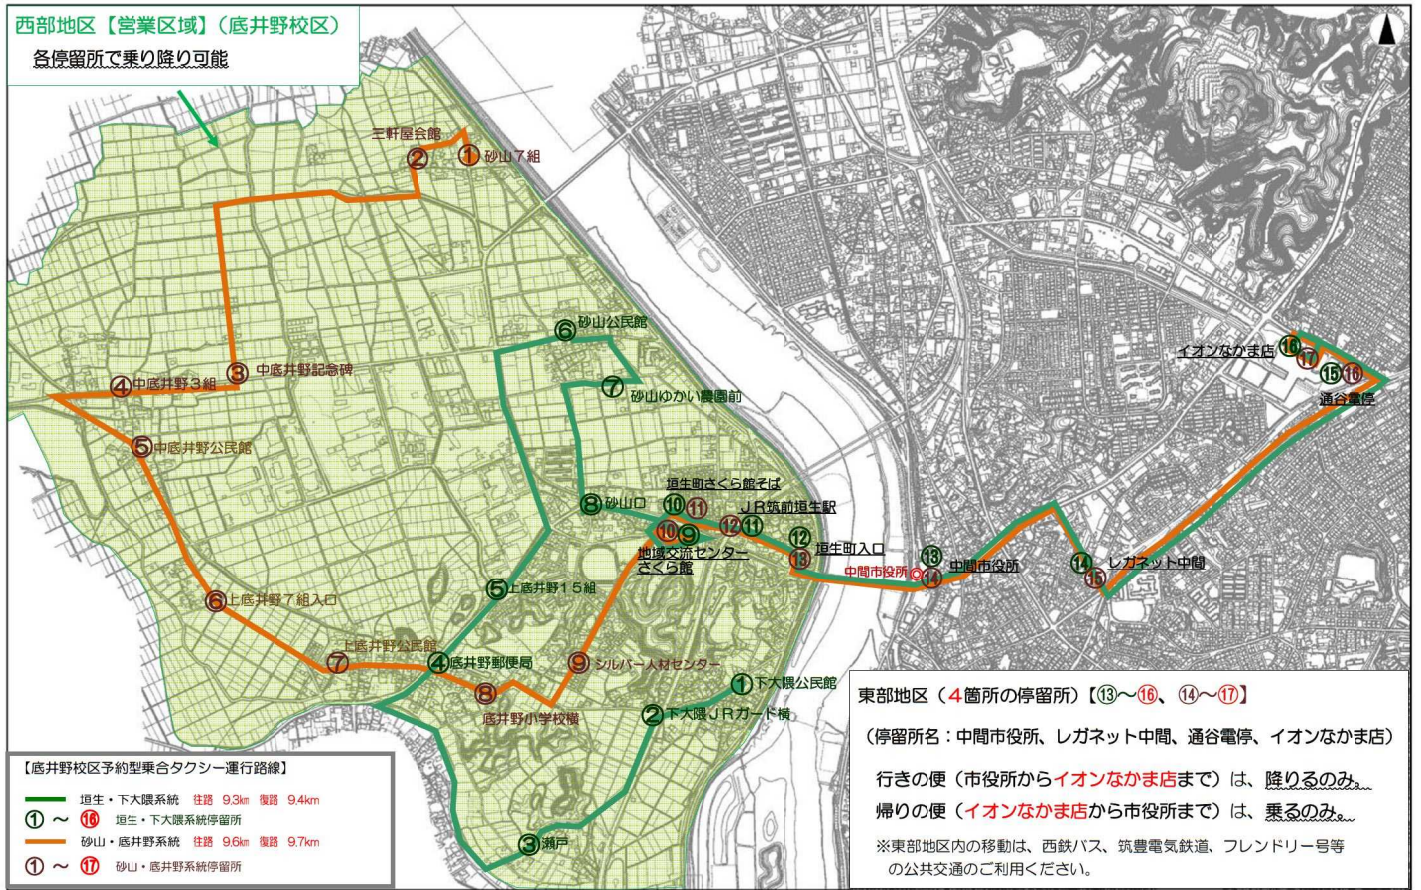 西部地区【営業区域】(底井野校区)
各停留所で乗り降り可能
三軒屋会館
② ① 砂山7組
⑥ 砂山公民館
③ 中底井野記念碑
④ 中底井野3組
⑦ 砂山ゆかい農園前
⑤ 中底井野公民館
イオンなかま店
⑯ ⑰ ⑮ ⑯
通谷電停
⑧ 砂山口
垣生町さくら館そば
⑩ ⑪
JR筑前垣生駅
⑫ ⑪
⑩ ⑨
地域交流センター
さくら館
⑫ 垣生町入口
⑬
⑬
中間市役所 ◎ ⑭ 中間市役所
⑭ レガネット中間
⑮
⑤ 上底井野15組
⑥ 上底井野7組入口
上底井野公民館
⑦
④ 底井野郵便局
⑨ シルバー人材センター
⑧
底井野小学校横
① 下大隈公民館
② 下大隈JRガード横
③ 瀬戸
【底井野校区予約型乗合タクシー運行路線】
垣生・下大隈系統 往路 9.3km 復路 9.4km
① ~ ⑯ 垣生・下大隈系統停留所
砂山・底井野系統 往路 9.6km 復路 9.7km
① ~ ⑰ 砂山・底井野系統停留所
東部地区(4箇所の停留所)【⑬~⑯、⑭~⑰】
(停留所名:中間市役所、レガネット中間、通谷電停、イオンなかま店)
行きの便(市役所からイオンなかま店まで)は、降りるのみ。
帰りの便(イオンなかま店から市役所まで)は、乗るのみ。
※東部地区内の移動は、西鉄バス、筑豊電気鉄道、フレンドリー号等
の公共交通のご利用ください。